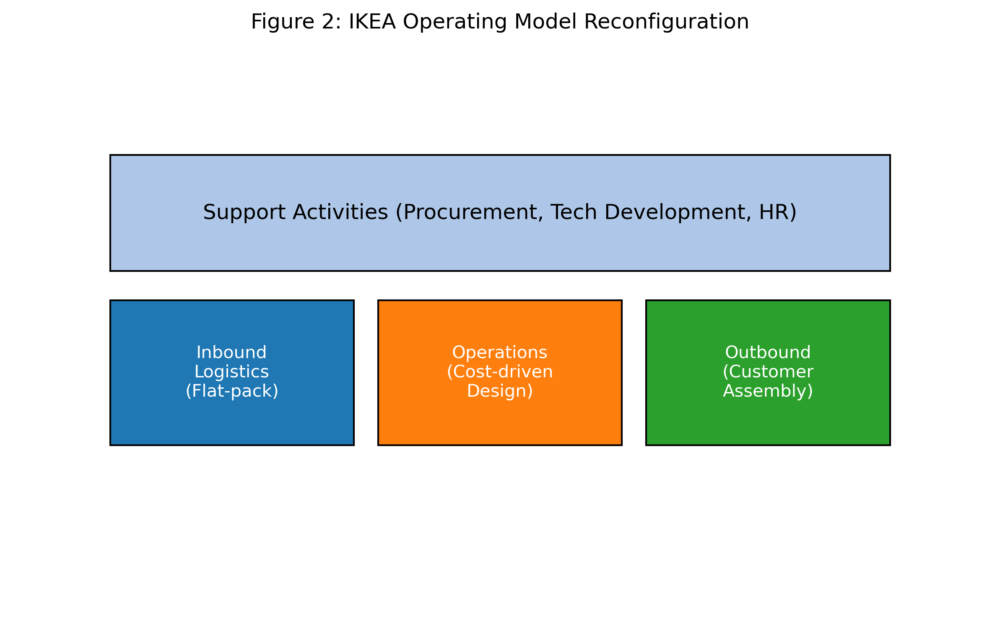 Figure 2: IKEA Operating Model Reconfiguration
Support Activities (Procurement, Tech Development, HR)
Inbound
Logistics
(Flat-pack)
Operations
(Cost-driven
Design)
Outbound
(Customer
Assembly)